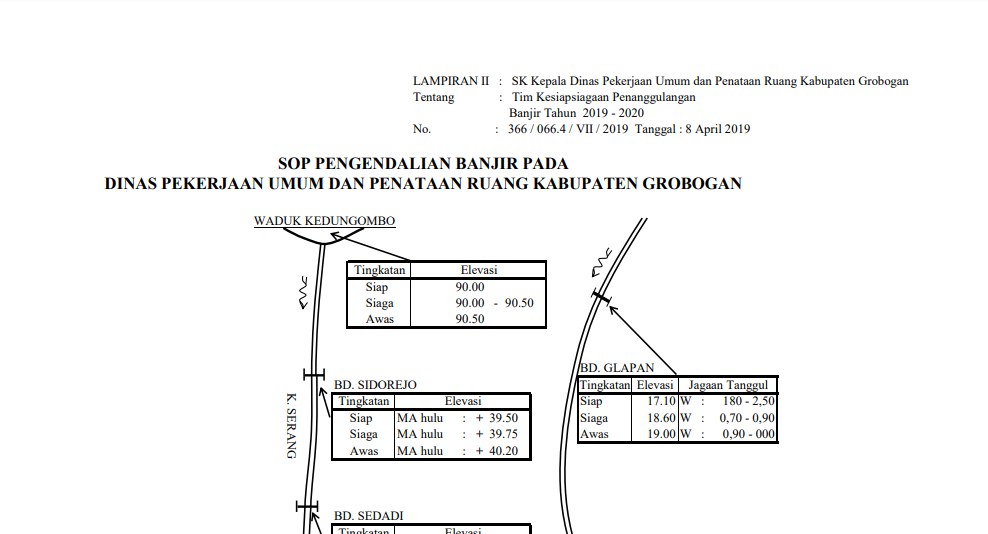 LAMPIRAN II : SK Kepala Dinas Pekerjaan Umum dan Penataan Ruang Kabupaten Grobogan
Tentang : Tim Kesiapsiagaan Penanggulangan
Banjir Tahun 2019 - 2020
No. : 366 / 066.4 / VII / 2019 Tanggal : 8 April 2019
SOP PENGENDALIAN BANJIR PADA
DINAS PEKERJAAN UMUM DAN PENATAAN RUANG KABUPATEN GROBOGAN
WADUK KEDUNGOMBO
Tingkatan Elevasi
Siap 90.00
Siaga 90.00 - 90.50
Awas 90.50
BD. GLAPAN
Tingkatan Elevasi Jagaan Tanggul
Siap 17.10 W : 180 - 2,50
Siaga 18.60 W : 0,70 - 0,90
Awas 19.00 W : 0,90 - 000
BD. SIDOREJO
Tingkatan Elevasi
Siap MA hulu : + 39.50
Siaga MA hulu : + 39.75
Awas MA hulu : + 40.20
K. SERANG
BD. SEDADI
Tingkatan Elevasi